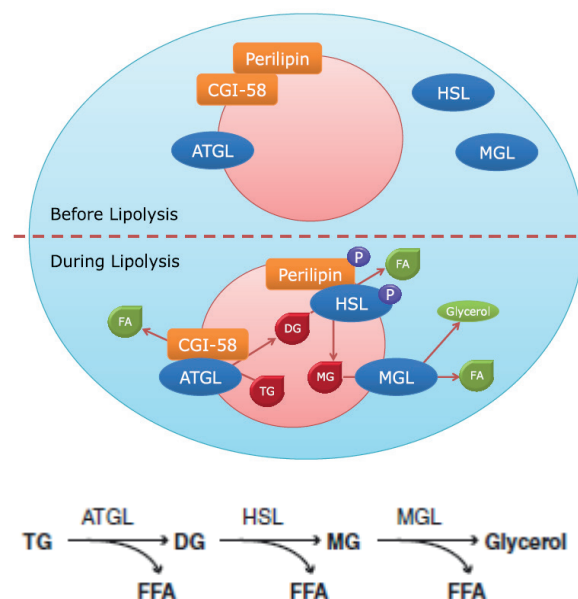 Perilipin
CGI-58
HSL
ATGL
MGL
Before Lipolysis
During Lipolysis
P
Perilipin
FA
HSL
P
FA
DG
Glycerol
CGI-58
ATGL
TG
MG
MGL
FA
ATGL HSL MGL
TG DG MG Glycerol
FFA FFA FFA